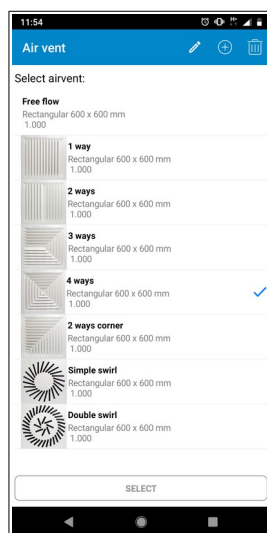 11:54
Air vent
Select airvent:
Free flow
Rectangular 600 x 600 mm
1.000
1 way
Rectangular 600 x 600 mm
1.000
2 ways
Rectangular 600 x 600 mm
1.000
3 ways
Rectangular 600 x 600 mm
1.000
4 ways
Rectangular 600 x 600 mm
1.000
2 ways corner
Rectangular 600 x 600 mm
1.000
Simple swirl
Rectangular 600 x 600 mm
1.000
Double swirl
Rectangular 600 x 600 mm
1.000
SELECT